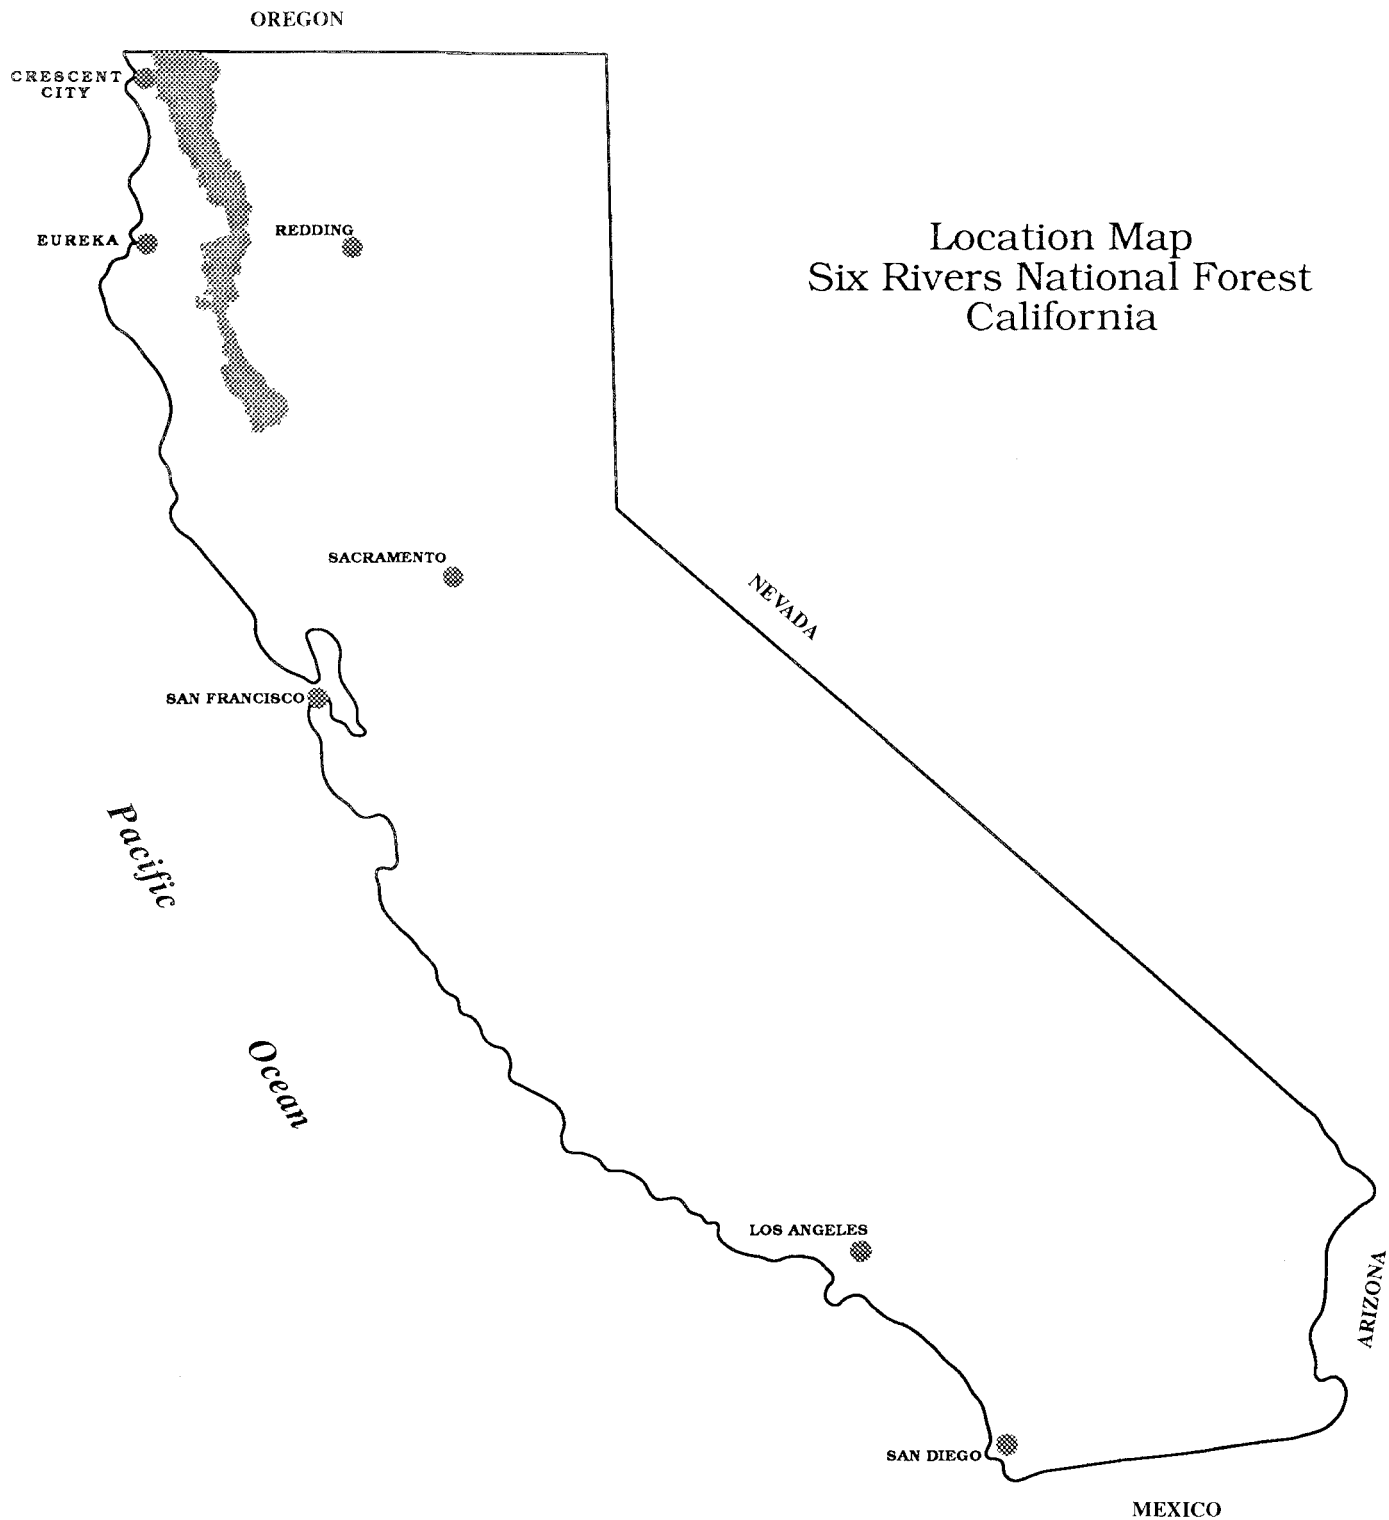 OREGON
CRESCENT
CITY
EUREKA
REDDING
Location Map
Six Rivers National Forest
California
SACRAMENTO
NEVADA
SAN FRANCISCO
Pacific
Ocean
LOS ANGELES
ARIZONA
SAN DIEGO
MEXICO